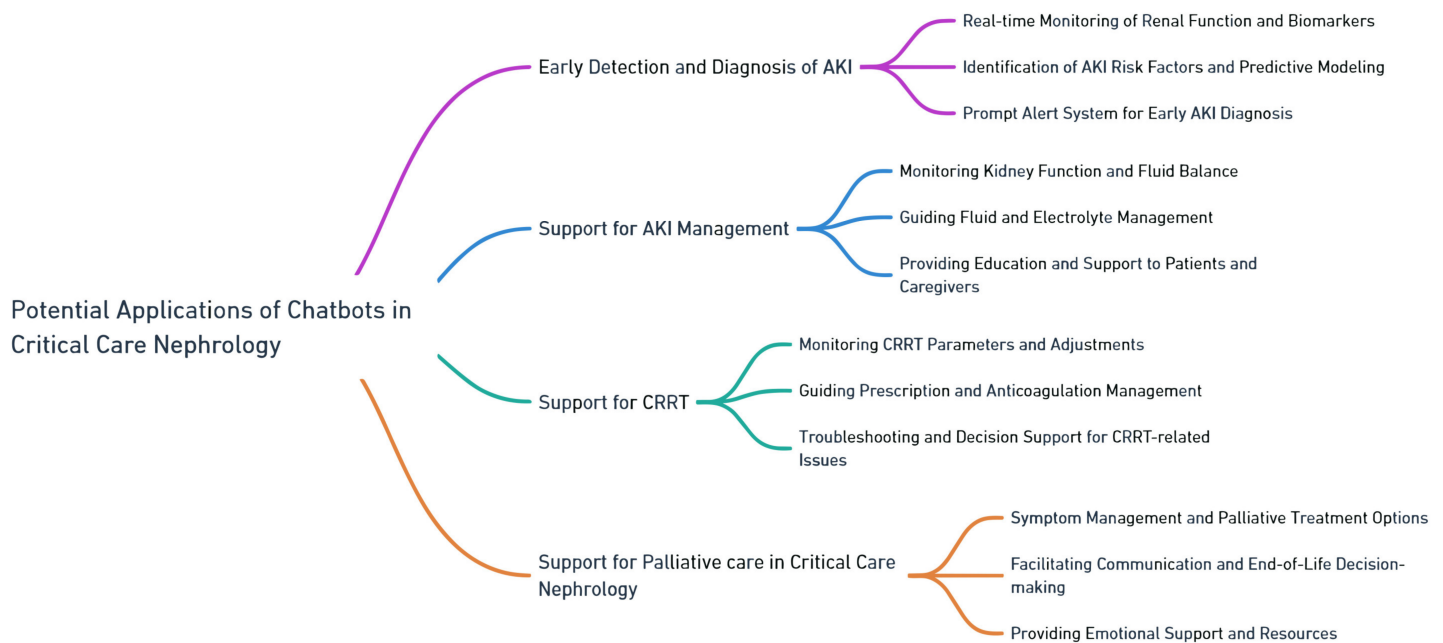 Potential Applications of Chatbots in
Critical Care Nephrology
Early Detection and Diagnosis of AKI
Real-time Monitoring of Renal Function and Biomarkers
Identification of AKI Risk Factors and Predictive Modeling
Prompt Alert System for Early AKI Diagnosis
Support for AKI Management
Monitoring Kidney Function and Fluid Balance
Guiding Fluid and Electrolyte Management
Providing Education and Support to Patients and
Caregivers
Support for CRRT
Monitoring CRRT Parameters and Adjustments
Guiding Prescription and Anticoagulation Management
Troubleshooting and Decision Support for CRRT-related
Issues
Support for Palliative care in Critical Care
Nephrology
Symptom Management and Palliative Treatment Options
Facilitating Communication and End-of-Life Decision-
making
Providing Emotional Support and Resources